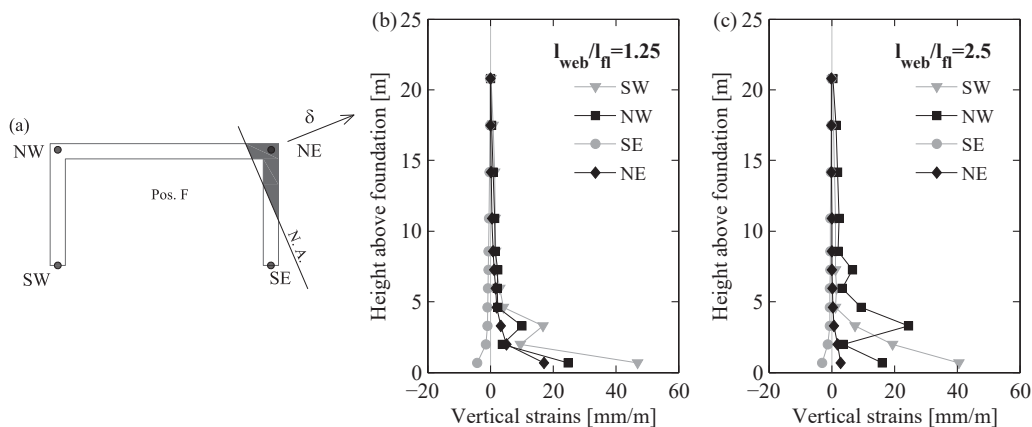 (a)
NW
NE
δ
Pos. F
N. A.
SW
SE
(b)
l_web/l_fl=1.25
SW
NW
SE
NE
25
20
15
10
5
0
Height above foundation [m]
−20 0 20 40 60
Vertical strains [mm/m]
(c)
l_web/l_fl=2.5
SW
NW
SE
NE
25
20
15
10
5
0
Height above foundation [m]
−20 0 20 40 60
Vertical strains [mm/m]